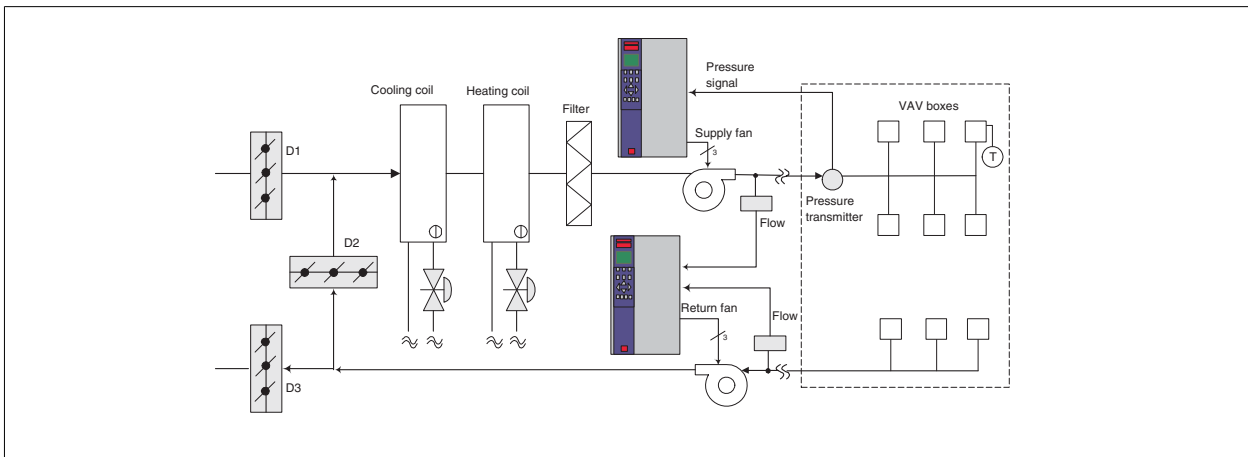 Cooling coil
Heating coil
Filter
Pressure
signal
VAV boxes
D1
Supply fan
3
T
Pressure
transmitter
Flow
D2
Return fan
Flow
3
D3